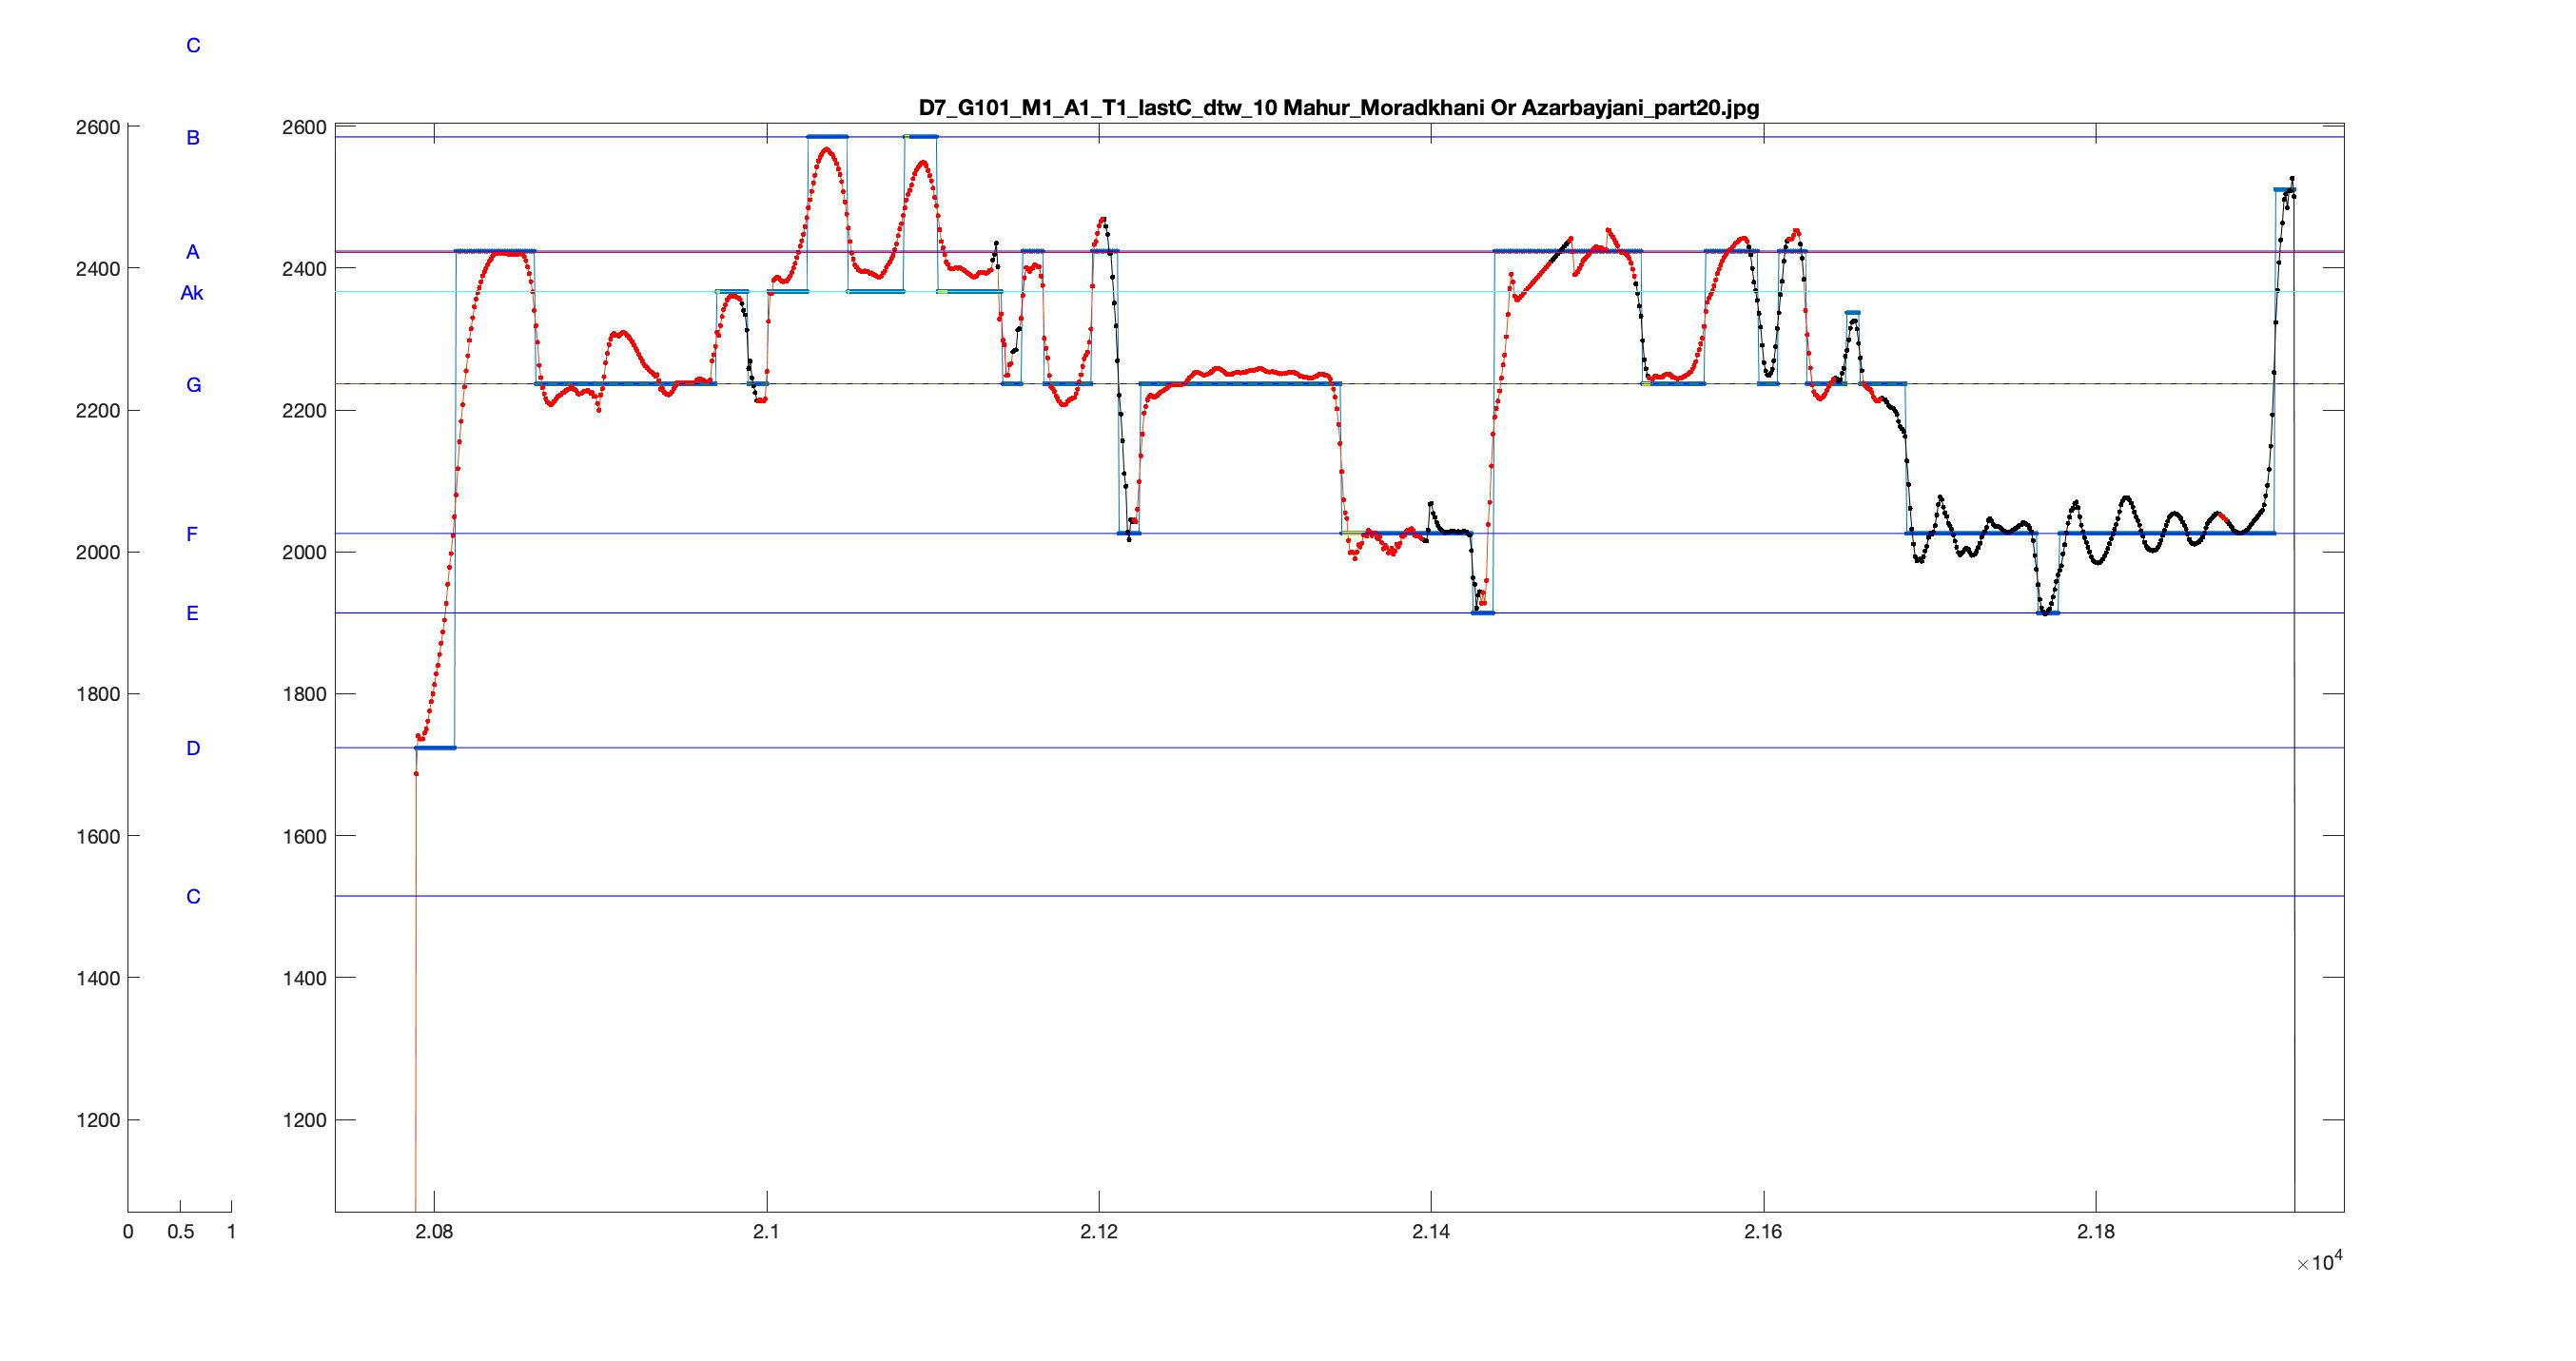 C
D7_G101_M1_A1_T1_lastC_dtw_10 Mahur_Moradkhani Or Azarbayjani_part20.jpg
2600 B 2600
A
2400 2400
Ak
G
2200 2200
F
2000 2000
E
1800 1800
D
1600 1600
C
1400 1400
1200 1200
0 0.5 1 2.08 2.1 2.12 2.14 2.16 2.18
×10^4